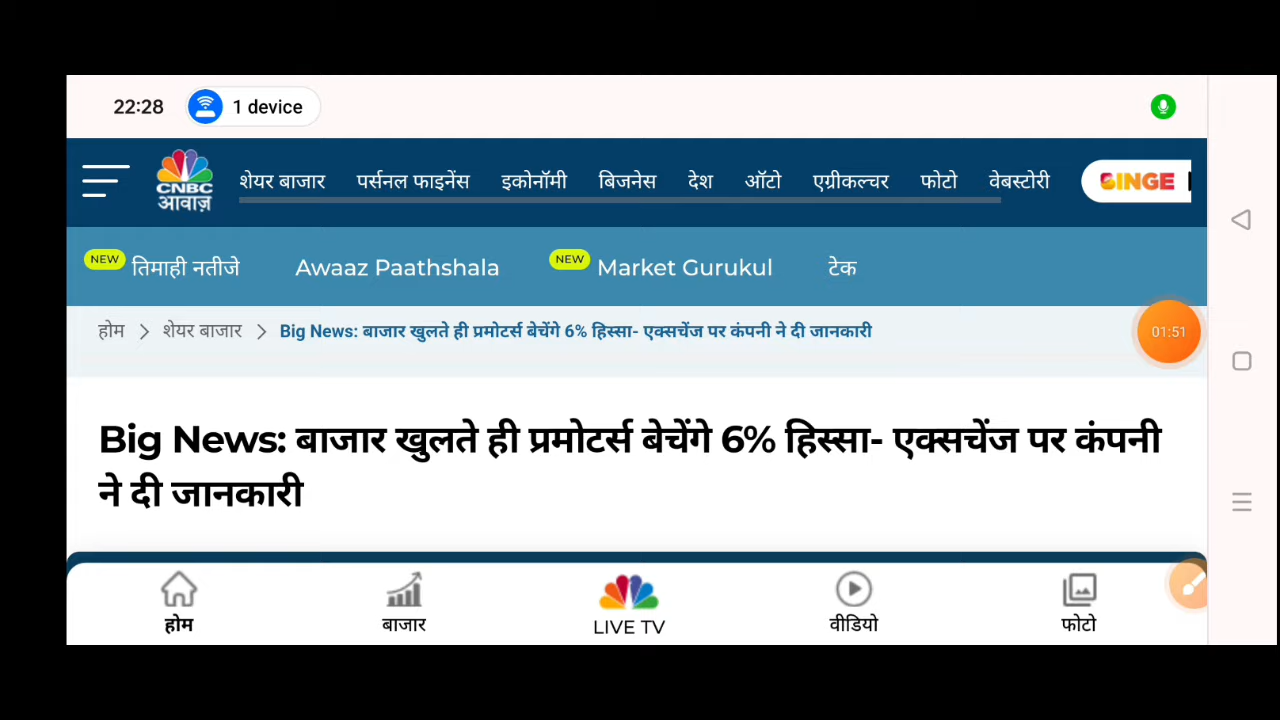 22:28 1 device
CNBC
आवाज़
शेयर बाजार पर्सनल फाइनेंस इकोनॉमी बिजनेस देश ऑटो एग्रीकल्चर फोटो वेबस्टोरी BINGE
NEW तिमाही नतीजे Awaaz Paathshala NEW Market Gurukul टेक
होम > शेयर बाजार > Big News: बाजार खुलते ही प्रमोटर्स बेचेंगे 6% हिस्सा- एक्सचेंज पर कंपनी ने दी जानकारी
01:51
Big News: बाजार खुलते ही प्रमोटर्स बेचेंगे 6% हिस्सा- एक्सचेंज पर कंपनी
ने दी जानकारी
होम बाजार LIVE TV वीडियो फोटो